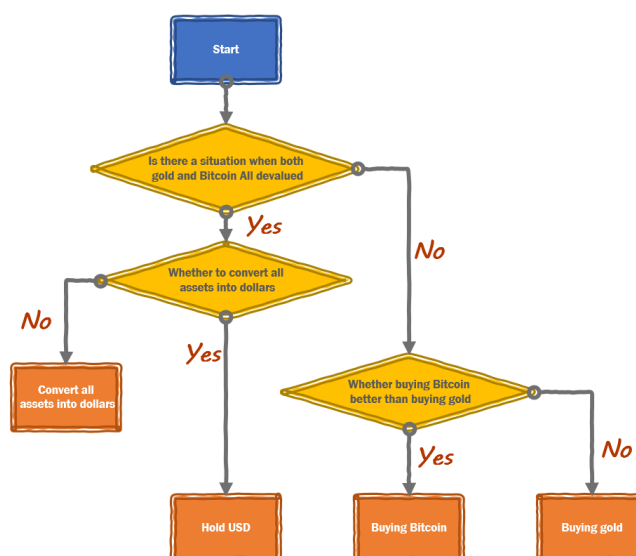 Start
Is there a situation when both
gold and Bitcoin All devalued
Yes
No
Whether to convert all
assets into dollars
No
Yes
Convert all
assets into dollars
Whether buying Bitcoin
better than buying gold
Yes
No
Hold USD
Buying Bitcoin
Buying gold